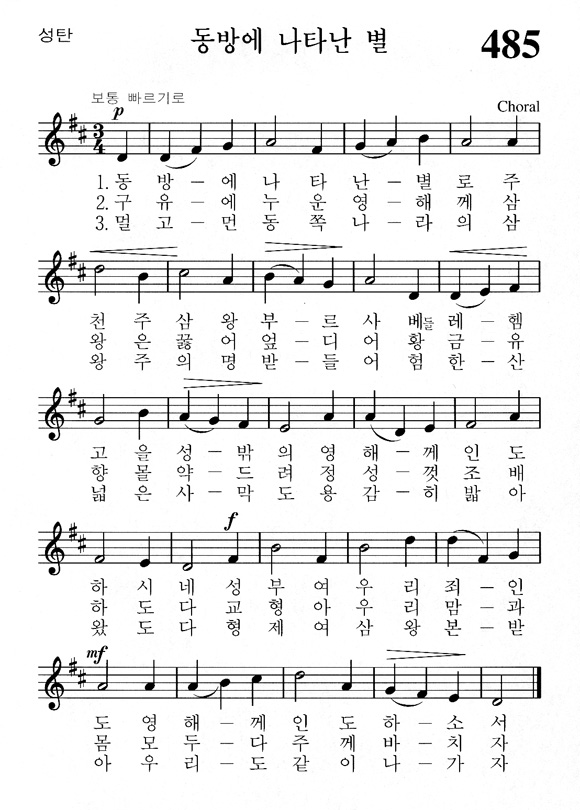 성탄
동방에 나타난 별
485
보통 빠르기로
Choral
p
3
4
1. 동 방 – 에 나 타 난 – 별 로 주
2. 구 유 – 에 누 운 영 – 해 께 삼
3. 멀 고 – 먼 동 쪽 나 – 라 의 삼
천 주 삼 왕 부 – 르 사 베들 레 – 헴
왕 은 꿇 어 엎 – 디 어 황 금 – 유
왕 주 의 명 받 – 들 어 험 한 – 산
고 을 성 – 밖 의 영 해 – 께 인 도
향 몰 약 – 드 려 정 성 – 껏 조 배
넓 은 사 – 막 도 용 감 – 히 밟 아
f
하 시 네 성 부 여 우 리 죄 – 인
하 도 다 교 형 아 우 리 맘 – 과
왔 도 다 형 제 여 삼 왕 본 – 받
mf
도 영 해 – 께 인 도 하 – 소 서
몸 모 두 – 다 주 께 바 – 치 자
아 우 리 – 도 같 이 나 – 가 자